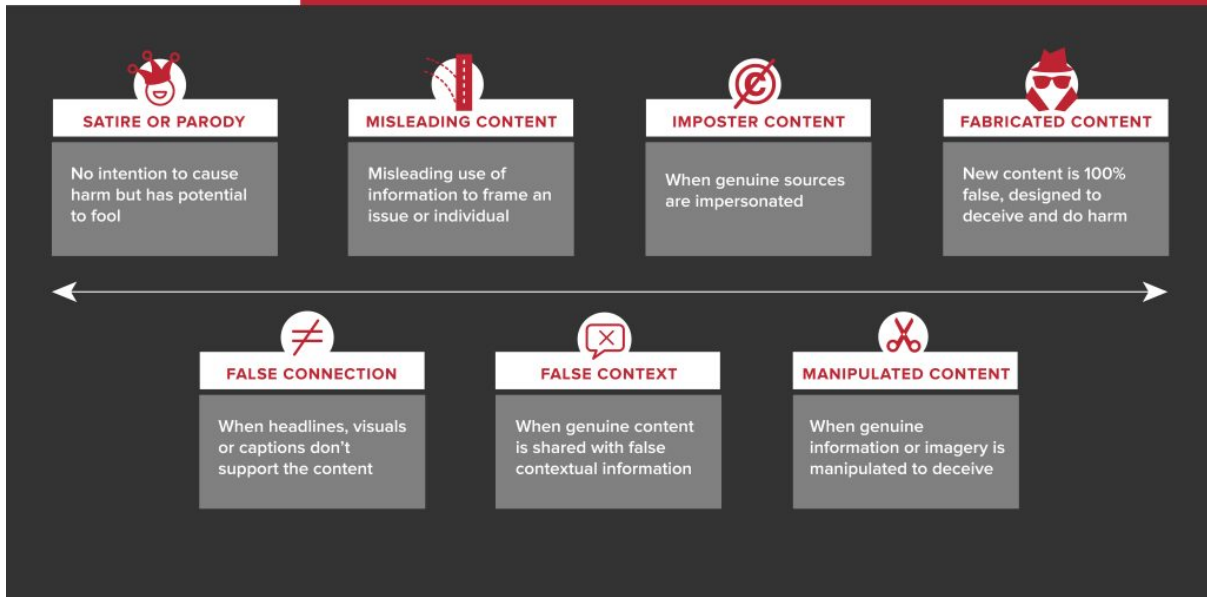 SATIRE OR PARODY
No intention to cause
harm but has potential
to fool
MISLEADING CONTENT
Misleading use of
information to frame an
issue or individual
IMPOSTER CONTENT
When genuine sources
are impersonated
FABRICATED CONTENT
New content is 100%
false, designed to
deceive and do harm
FALSE CONNECTION
When headlines, visuals
or captions don’t
support the content
FALSE CONTEXT
When genuine content
is shared with false
contextual information
MANIPULATED CONTENT
When genuine
information or imagery is
manipulated to deceive